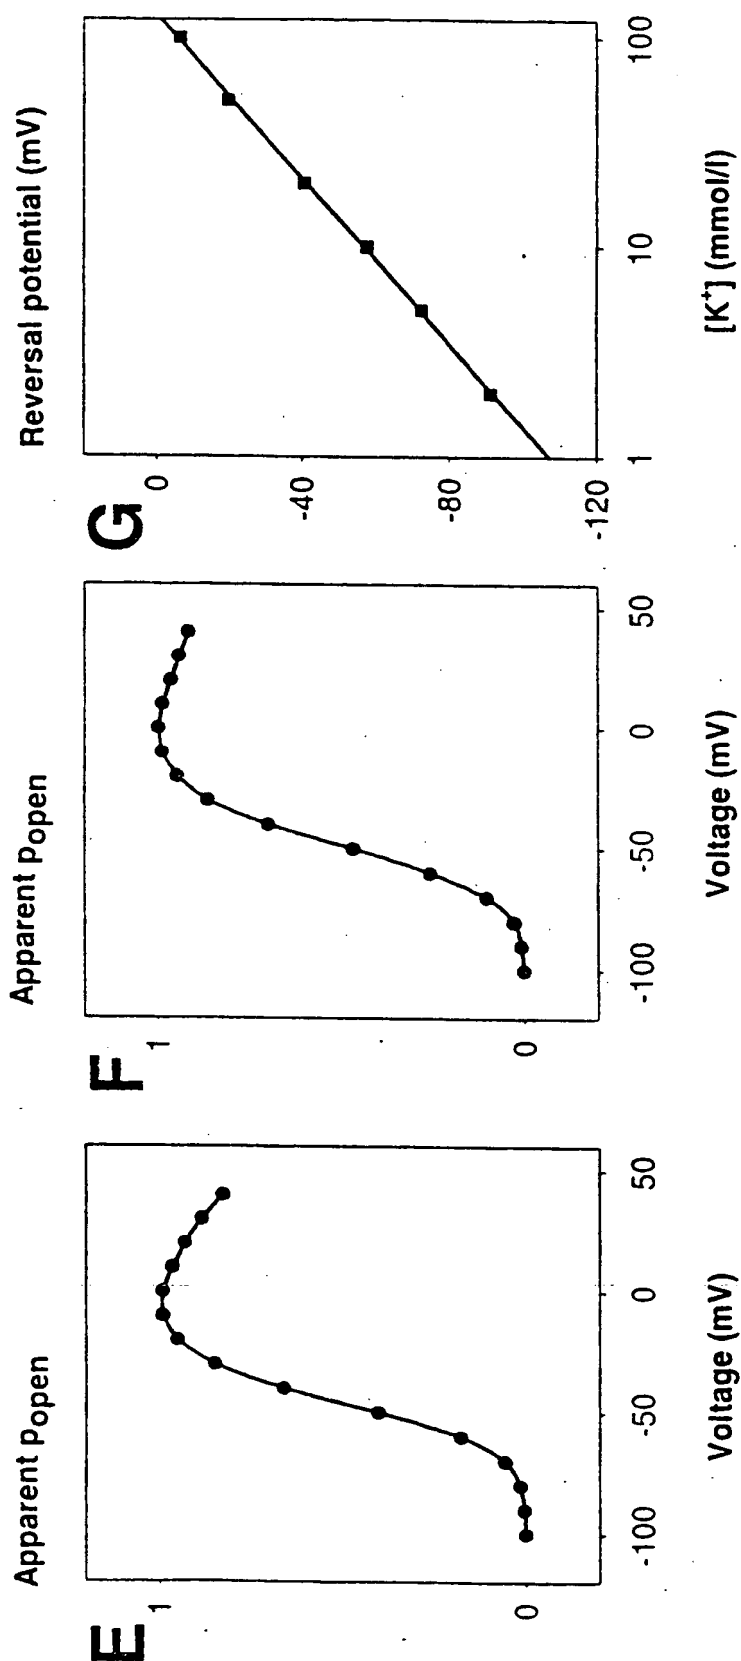 E
Apparent popen
1
0
-100
-50
0
50
Voltage (mV)
F
Apparent popen
1
0
-100
-50
0
50
Voltage (mV)
G
Reversal potential (mV)
0
-40
-80
-120
1
10
100
[K+] (mmol/l)